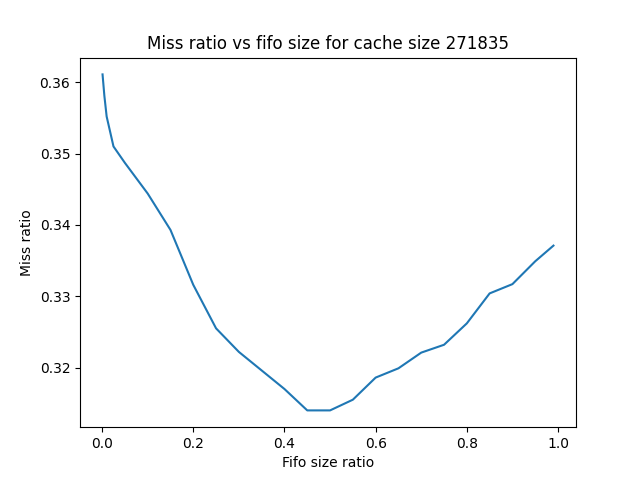 Miss ratio vs fifo size for cache size 271835
0.36
0.35
0.34
0.33
0.32
Miss ratio
0.0 0.2 0.4 0.6 0.8 1.0
Fifo size ratio